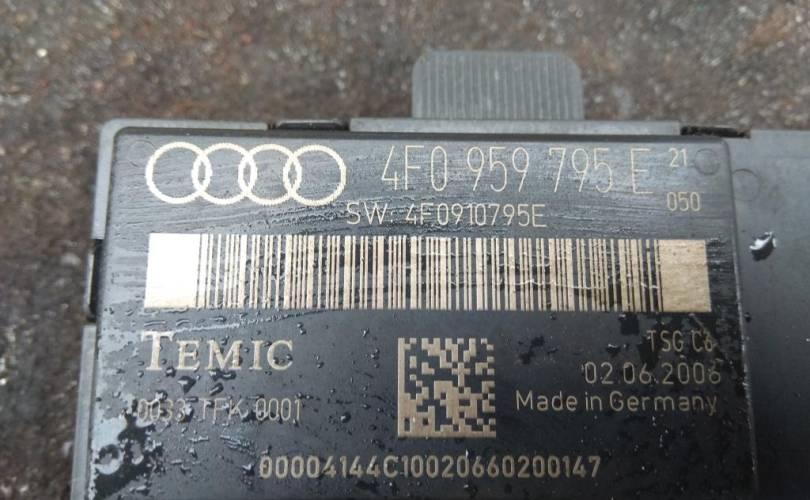 4F0 959 795 E 21
050
SW: 4F0910795E
TEMIC
TSG C6
02.06.2006
0033 TFK 0001
Made in Germany
00004144C10020660200147